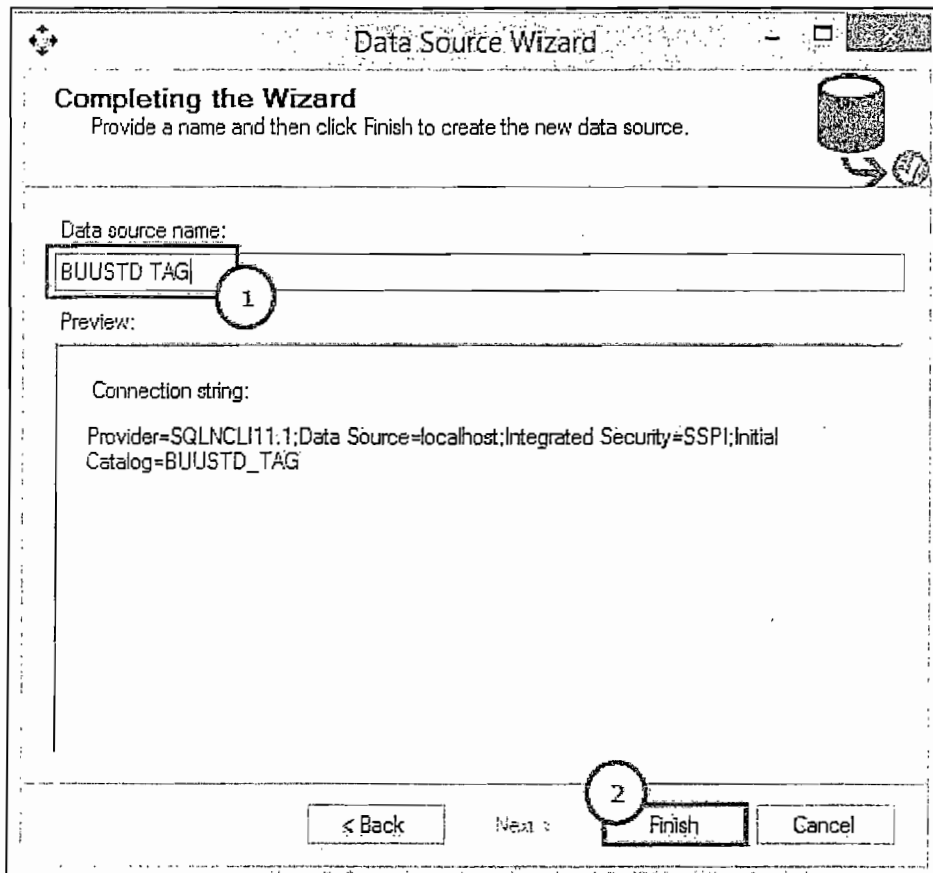 Data Source Wizard
Completing the Wizard
Provide a name and then click Finish to create the new data source.
Data source name:
BUUSTD TAG
1
Preview:
Connection string:
Provider=SQLNCLI11.1;Data Source=localhost;Integrated Security=SSPI;Initial
Catalog=BUUSTD_TAG
2
< Back Next > Finish Cancel